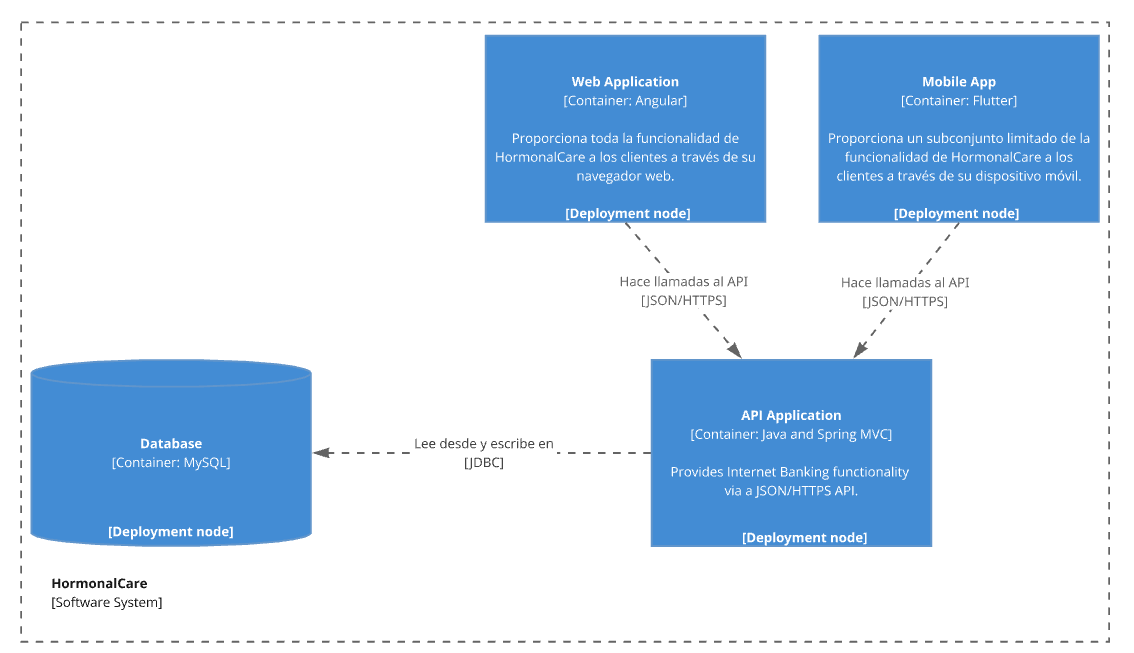 Web Application
[Container: Angular]
Proporciona toda la funcionalidad de
HormonalCare a los clientes a través de su
navegador web.
[Deployment node]
Mobile App
[Container: Flutter]
Proporciona un subconjunto limitado de la
funcionalidad de HormonalCare a los
clientes a través de su dispositivo móvil.
[Deployment node]
Hace llamadas al API
[JSON/HTTPS]
Hace llamadas al API
[JSON/HTTPS]
Database
[Container: MySQL]
[Deployment node]
Lee desde y escribe en
[JDBC]
API Application
[Container: Java and Spring MVC]
Provides Internet Banking functionality
via a JSON/HTTPS API.
[Deployment node]
HormonalCare
[Software System]